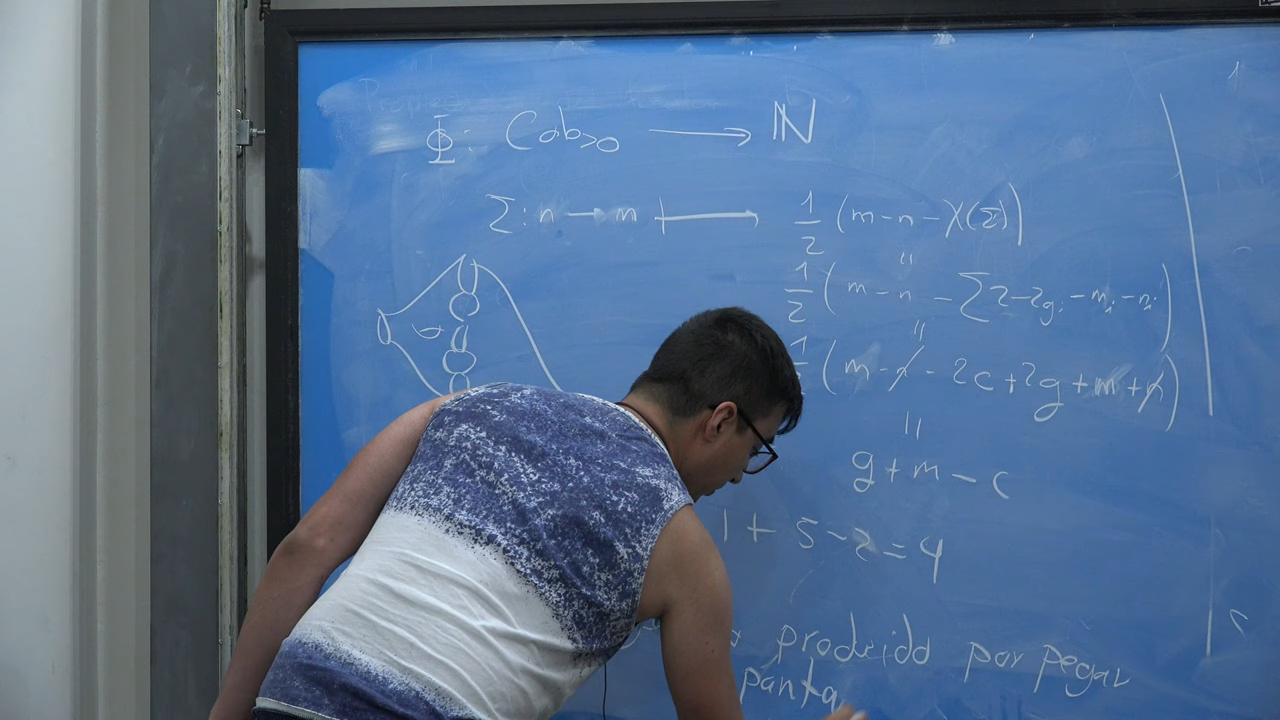 Φ: Cob>0 → ℕ
Σ: n → m ↦ 1/2 (m-n-χ(Σ))
"
1/2 (m-n-Σ 2-2gᵢ-mᵢ-nᵢ)
"
1/2 (m-n-2c+2g+m+n)
"
g+m-c
1+5-2=4
producido por pegar
panta